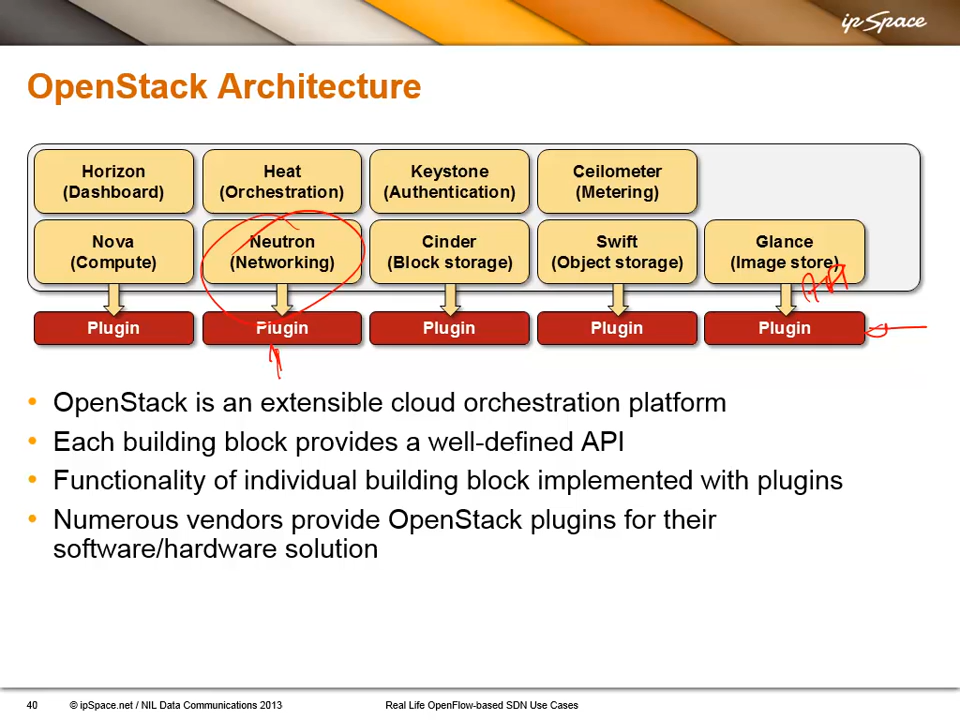 ipSpace
OpenStack Architecture
Horizon
(Dashboard)
Heat
(Orchestration)
Keystone
(Authentication)
Ceilometer
(Metering)
Nova
(Compute)
Neutron
(Networking)
Cinder
(Block storage)
Swift
(Object storage)
Glance
(Image store)
Plugin
Plugin
Plugin
Plugin
Plugin
• OpenStack is an extensible cloud orchestration platform
• Each building block provides a well-defined API
• Functionality of individual building block implemented with plugins
• Numerous vendors provide OpenStack plugins for their
software/hardware solution
40 © ipSpace.net / NIL Data Communications 2013 Real Life OpenFlow-based SDN Use Cases